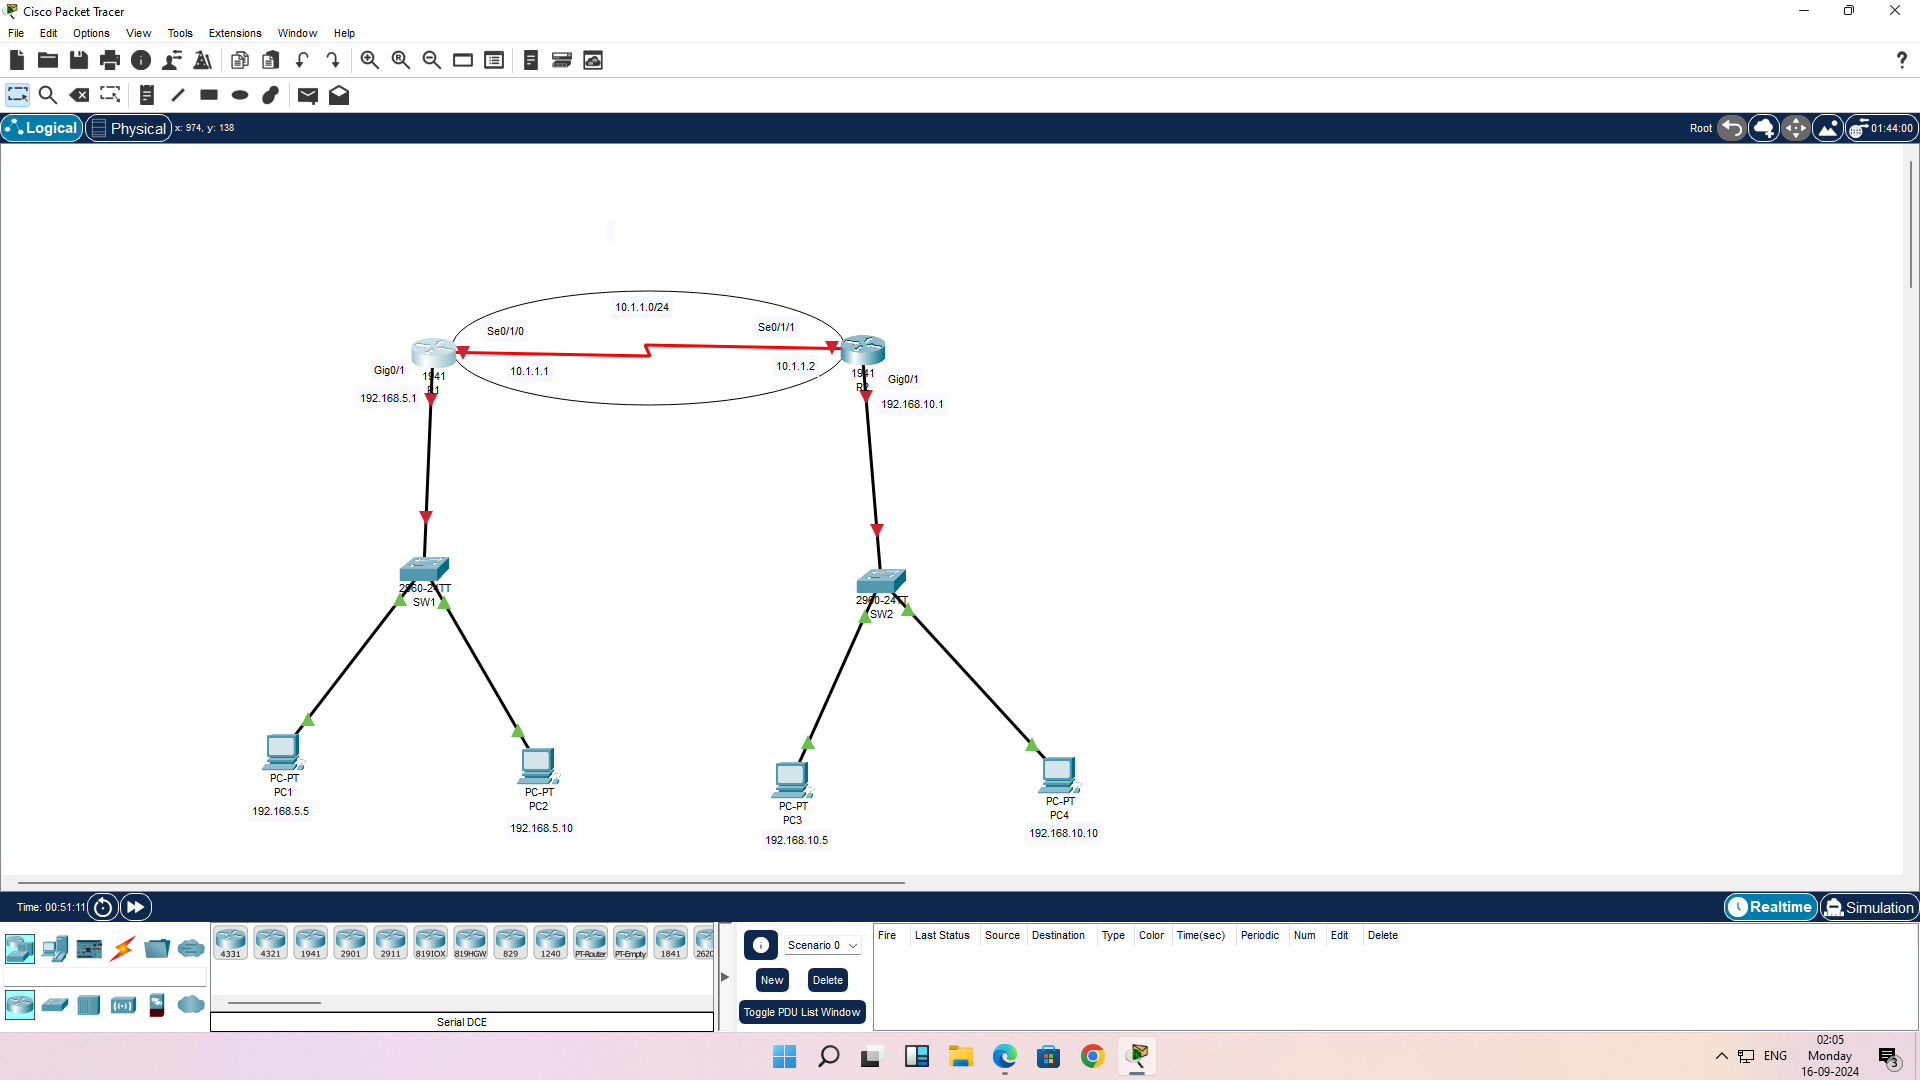 Cisco Packet Tracer
File Edit Options View Tools Extensions Window Help
?
Logical Physical x: 974, y: 138 Root 01:44:00
10.1.1.0/24
Se0/1/0 Se0/1/1
Gig0/1 1941 10.1.1.1 10.1.1.2 1941 Gig0/1
R1 R2
192.168.5.1 192.168.10.1
2960-24TT
SW1
2960-24TT
SW2
PC-PT
PC1
192.168.5.5
PC-PT
PC2
192.168.5.10
PC-PT
PC3
192.168.10.5
PC-PT
PC4
192.168.10.10
Time: 00:51:11 Realtime Simulation
4331 4321 1941 2901 2911 819IOX 819HGW 829 1240 PT-Router PT-Empty 1841 2620
Serial DCE
Scenario 0
New Delete
Toggle PDU List Window
Fire Last Status Source Destination Type Color Time(sec) Periodic Num Edit Delete
ENG
02:05
Monday
16-09-2024
3